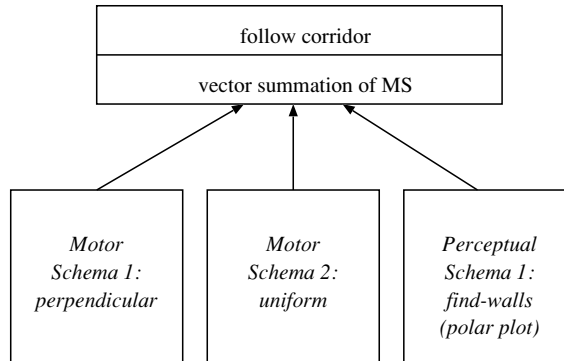 follow corridor
vector summation of MS
Motor
Schema 1:
perpendicular
Motor
Schema 2:
uniform
Perceptual
Schema 1:
find-walls
(polar plot)